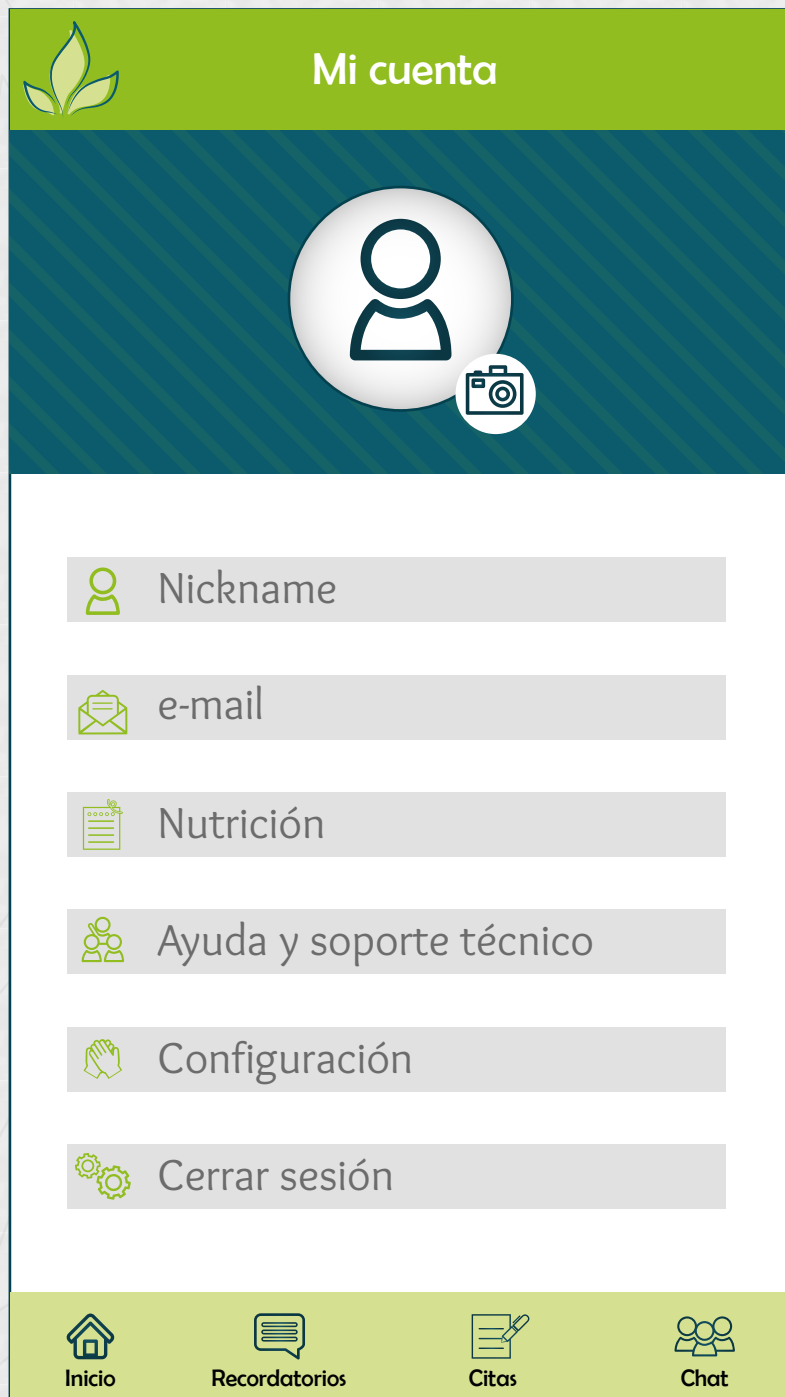 Mi cuenta
Nickname
e-mail
Nutrición
Ayuda y soporte técnico
Configuración
Cerrar sesión
Inicio
Recordatorios
Citas
Chat